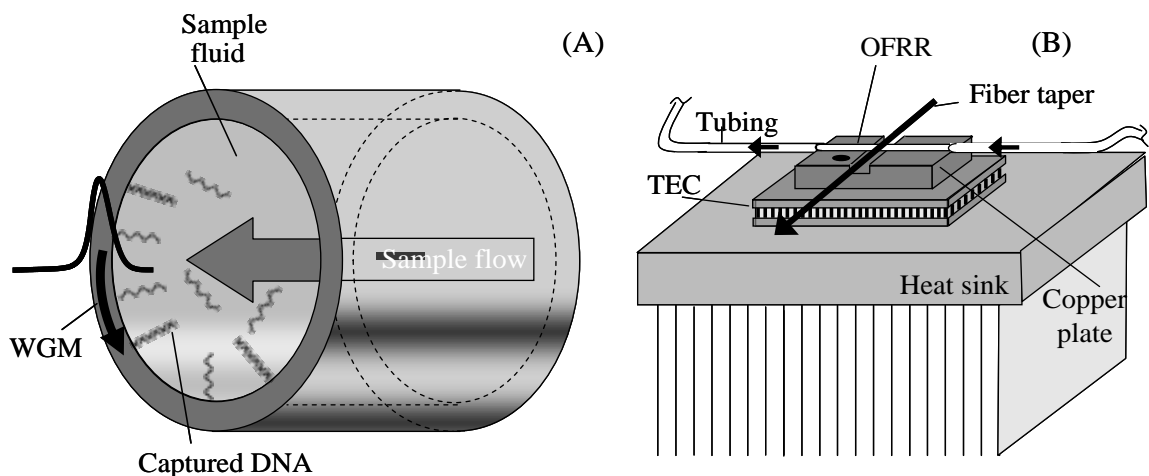 Sample
fluid
(A)
Sample flow
WGM
Captured DNA
(B)
OFRR
Fiber taper
Tubing
TEC
Heat sink
Copper
plate